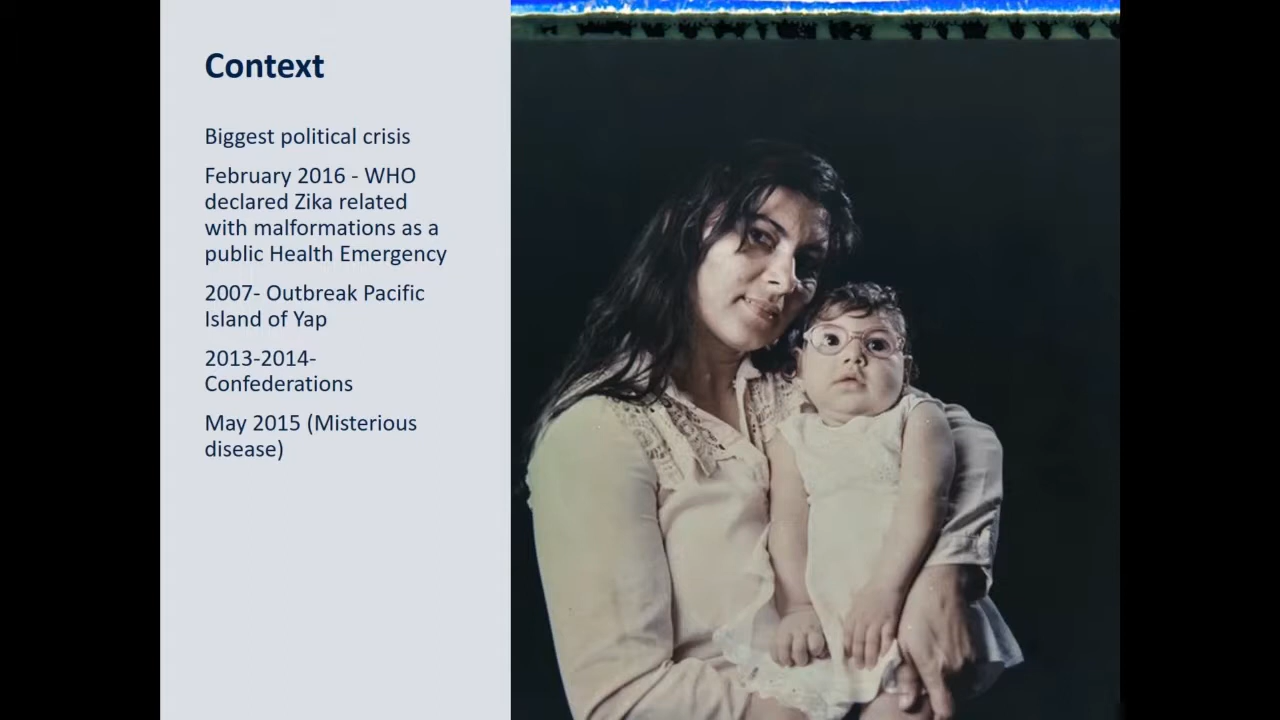 Context
Biggest political crisis
February 2016 - WHO
declared Zika related
with malformations as a
public Health Emergency
2007- Outbreak Pacific
Island of Yap
2013-2014-
Confederations
May 2015 (Misterious
disease)